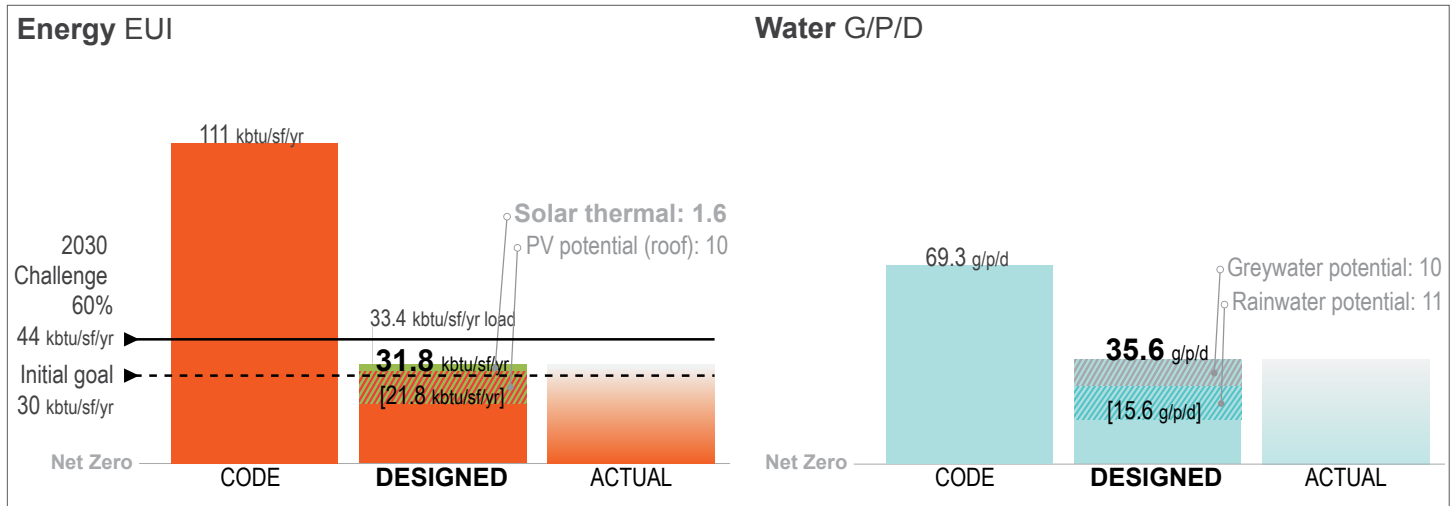 Energy EUI
111 kbtu/sf/yr
Solar thermal: 1.6
PV potential (roof): 10
2030
Challenge
60%
44 kbtu/sf/yr
33.4 kbtu/sf/yr load
31.8 kbtu/sf/yr
Initial goal
30 kbtu/sf/yr
[21.8 kbtu/sf/yr]
Net Zero
CODE
DESIGNED
ACTUAL
Water G/P/D
69.3 g/p/d
Greywater potential: 10
Rainwater potential: 11
35.6 g/p/d
[15.6 g/p/d]
Net Zero
CODE
DESIGNED
ACTUAL